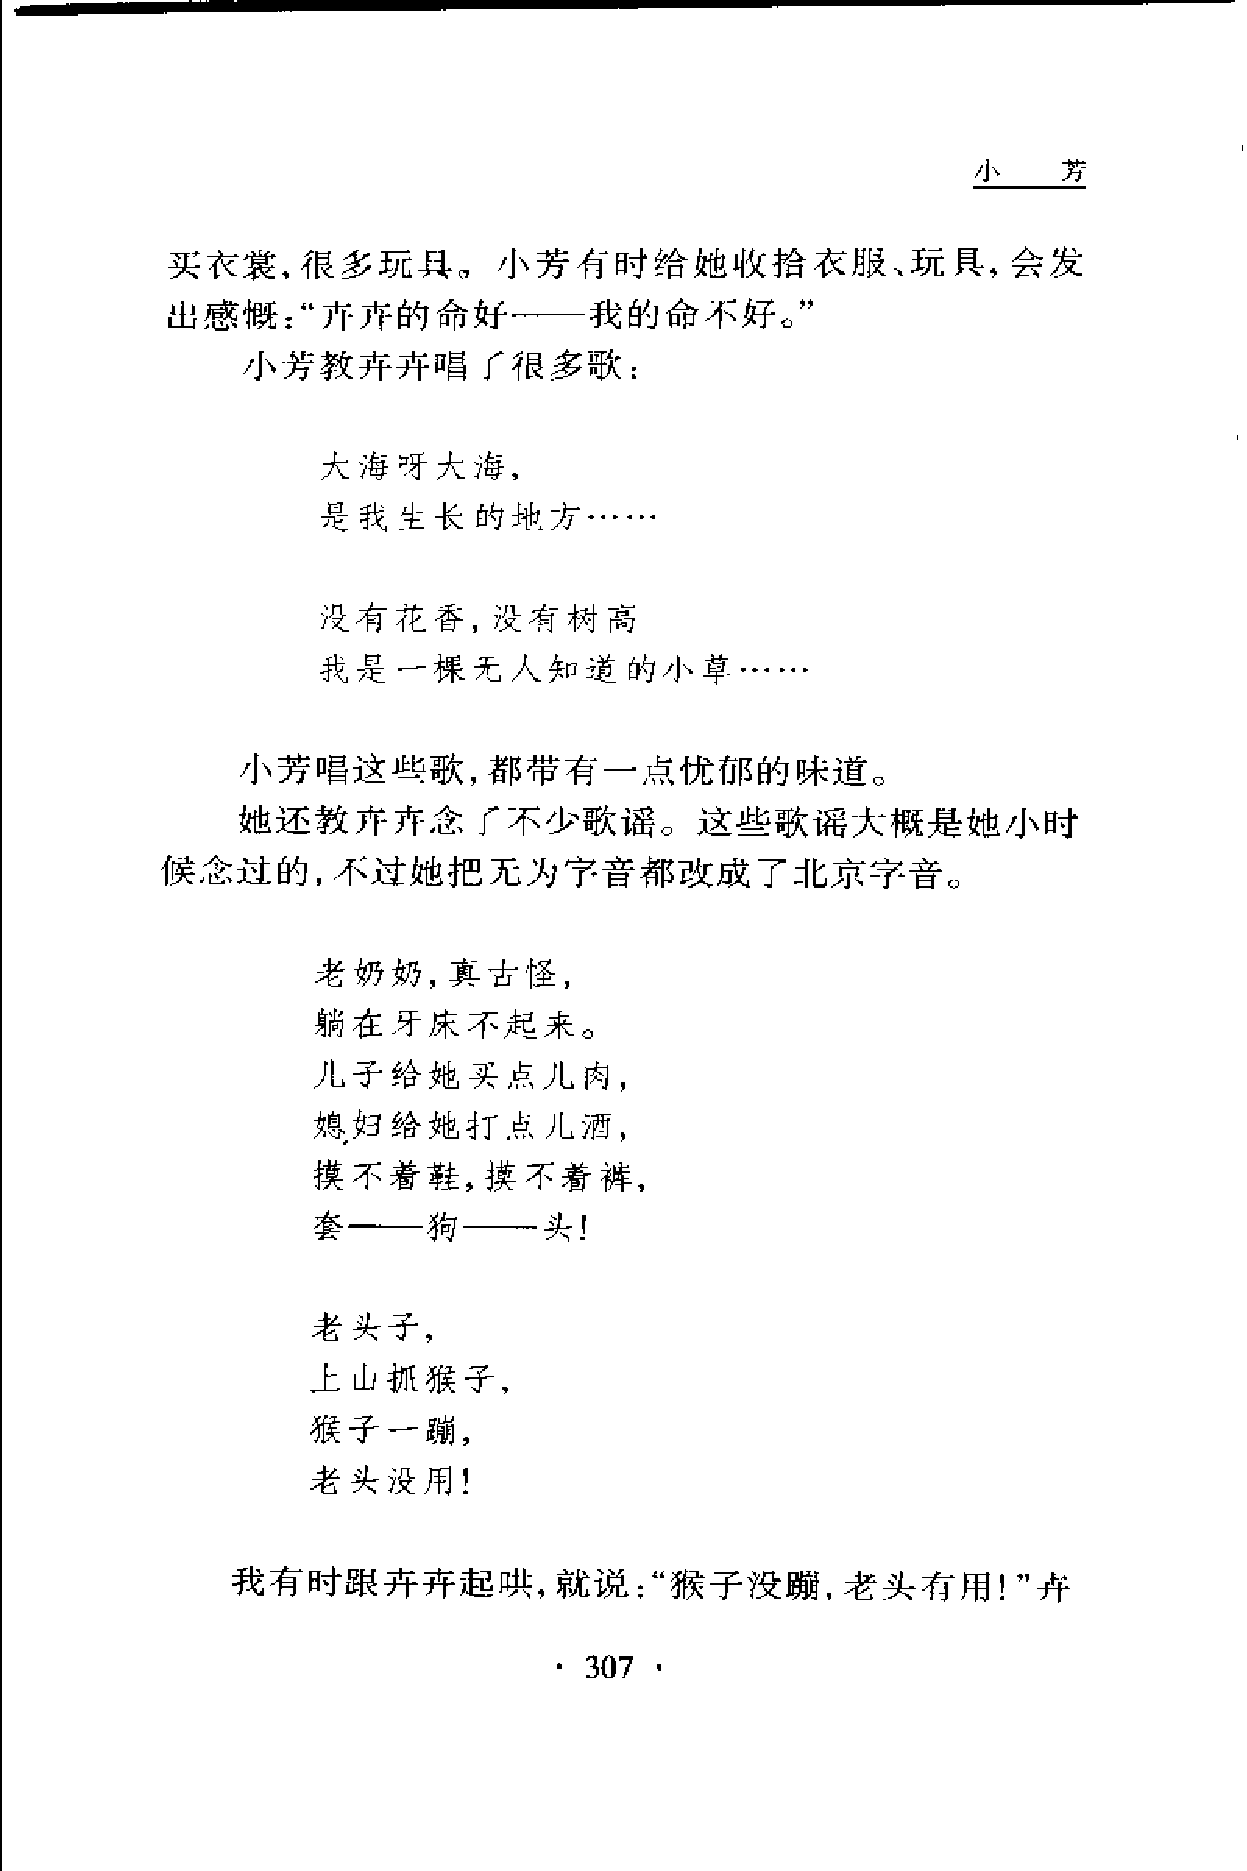 小　芳
买衣裳，很多玩具。小芳有时给她收拾衣服、玩具，会发
出感慨：“卉卉的命好——我的命不好。”
小芳教卉卉唱了很多歌：
大海呀大海，
是我生长的地方……
没有花香，没有树高
我是一棵无人知道的小草……
小芳唱这些歌，都带有一点忧郁的味道。
她还教卉卉念了不少歌谣。这些歌谣大概是她小时
候念过的，不过她把无为字音都改成了北京字音。
老奶奶，真古怪，
躺在牙床不起来。
儿子给她买点儿肉，
媳妇给她打点儿酒，
摸不着鞋，摸不着裤，
套——狗——头！
老头子，
上山抓猴子，
猴子一蹦，
老头没用！
我有时跟卉卉起哄，就说：“猴子没蹦，老头有用！”卉
· 307 ·